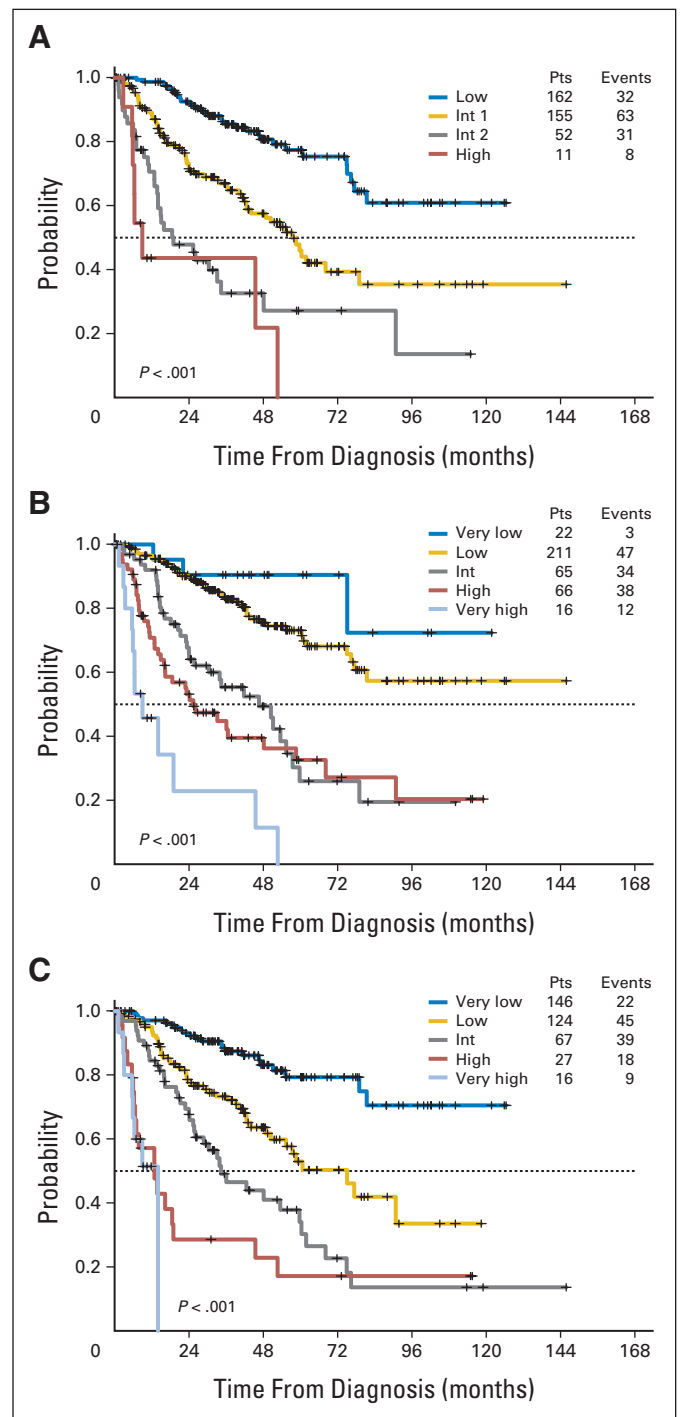 A
Pts Events
Low 162 32
Int 1 155 63
Int 2 52 31
High 11 8
1.0
0.8
0.6
0.4
0.2
Probability
P < .001
0 24 48 72 96 120 144 168
Time From Diagnosis (months)
B
Pts Events
Very low 22 3
Low 211 47
Int 65 34
High 66 38
Very high 16 12
1.0
0.8
0.6
0.4
0.2
Probability
P < .001
0 24 48 72 96 120 144 168
Time From Diagnosis (months)
C
Pts Events
Very low 146 22
Low 124 45
Int 67 39
High 27 18
Very high 16 9
1.0
0.8
0.6
0.4
0.2
Probability
P < .001
0 24 48 72 96 120 144 168
Time From Diagnosis (months)